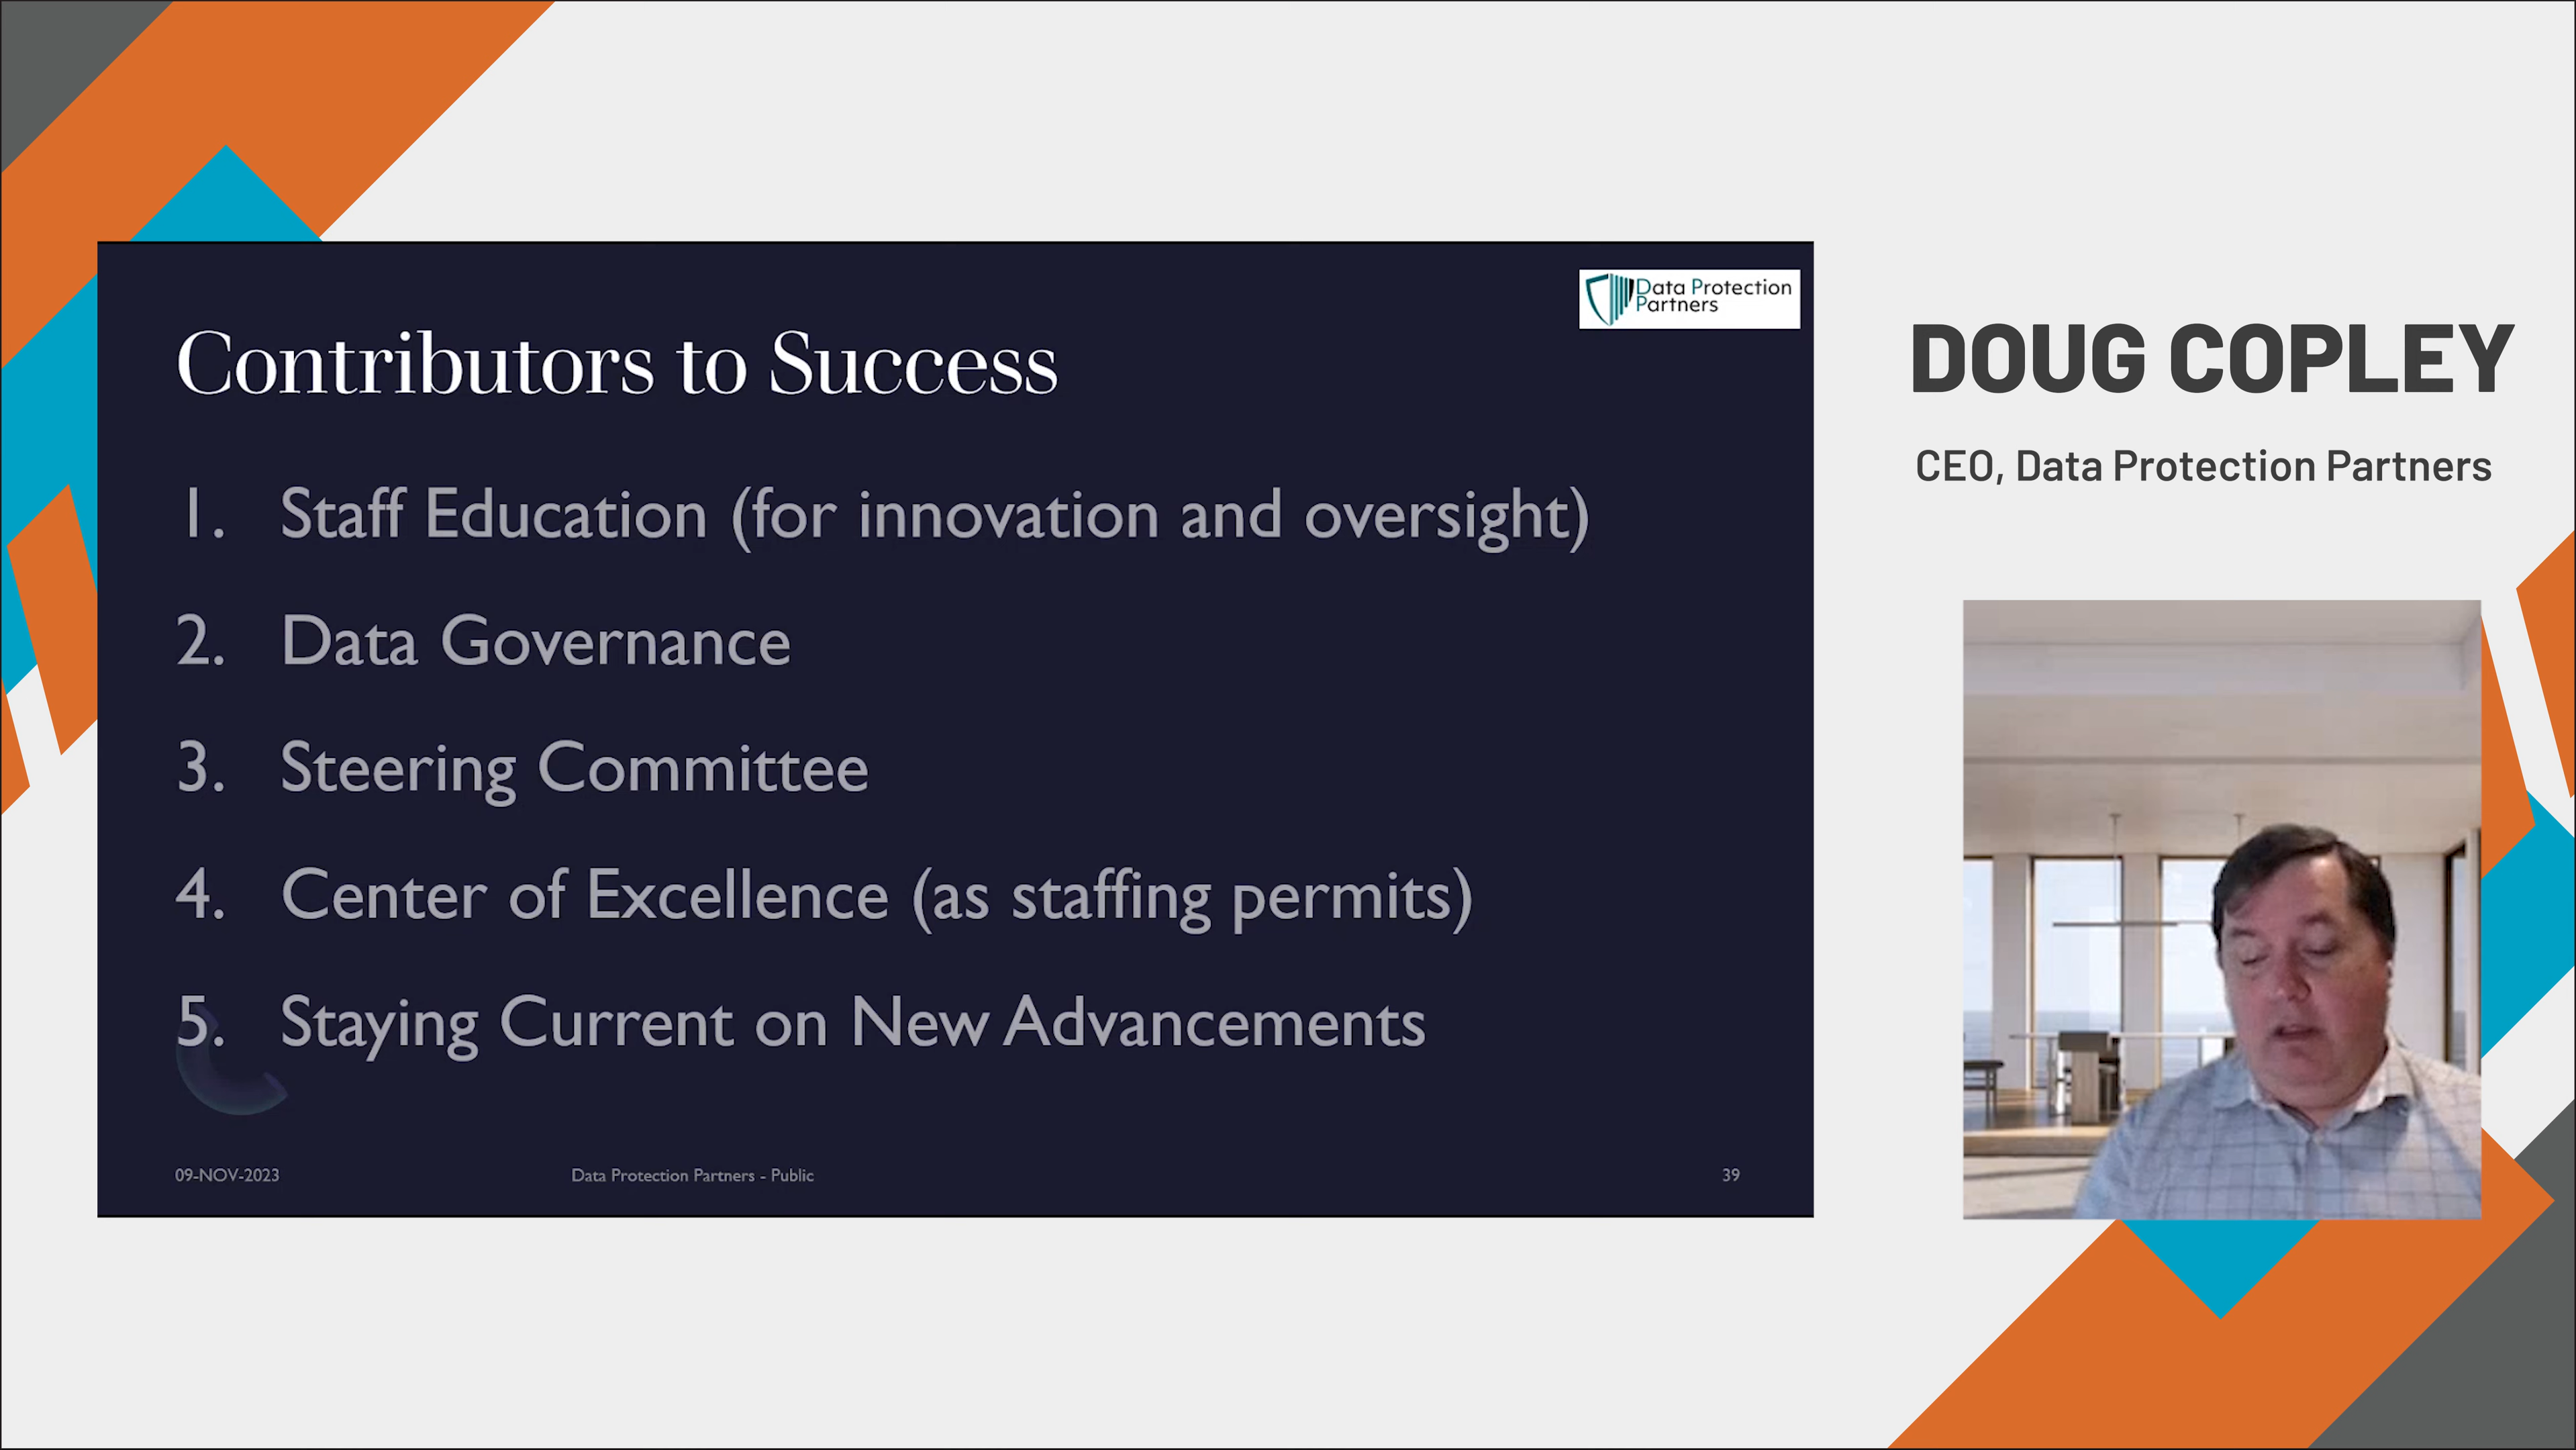 Data Protection
Partners
Contributors to Success
1. Staff Education (for innovation and oversight)
2. Data Governance
3. Steering Committee
4. Center of Excellence (as staffing permits)
5. Staying Current on New Advancements
09-NOV-2023
Data Protection Partners - Public
39
DOUG COPLEY
CEO, Data Protection Partners